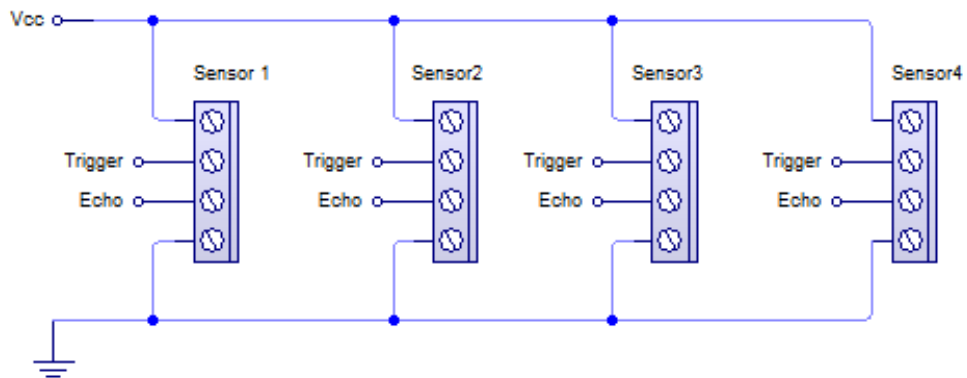 Vcc
Sensor 1
Sensor2
Sensor3
Sensor4
Trigger
Trigger
Trigger
Trigger
Echo
Echo
Echo
Echo